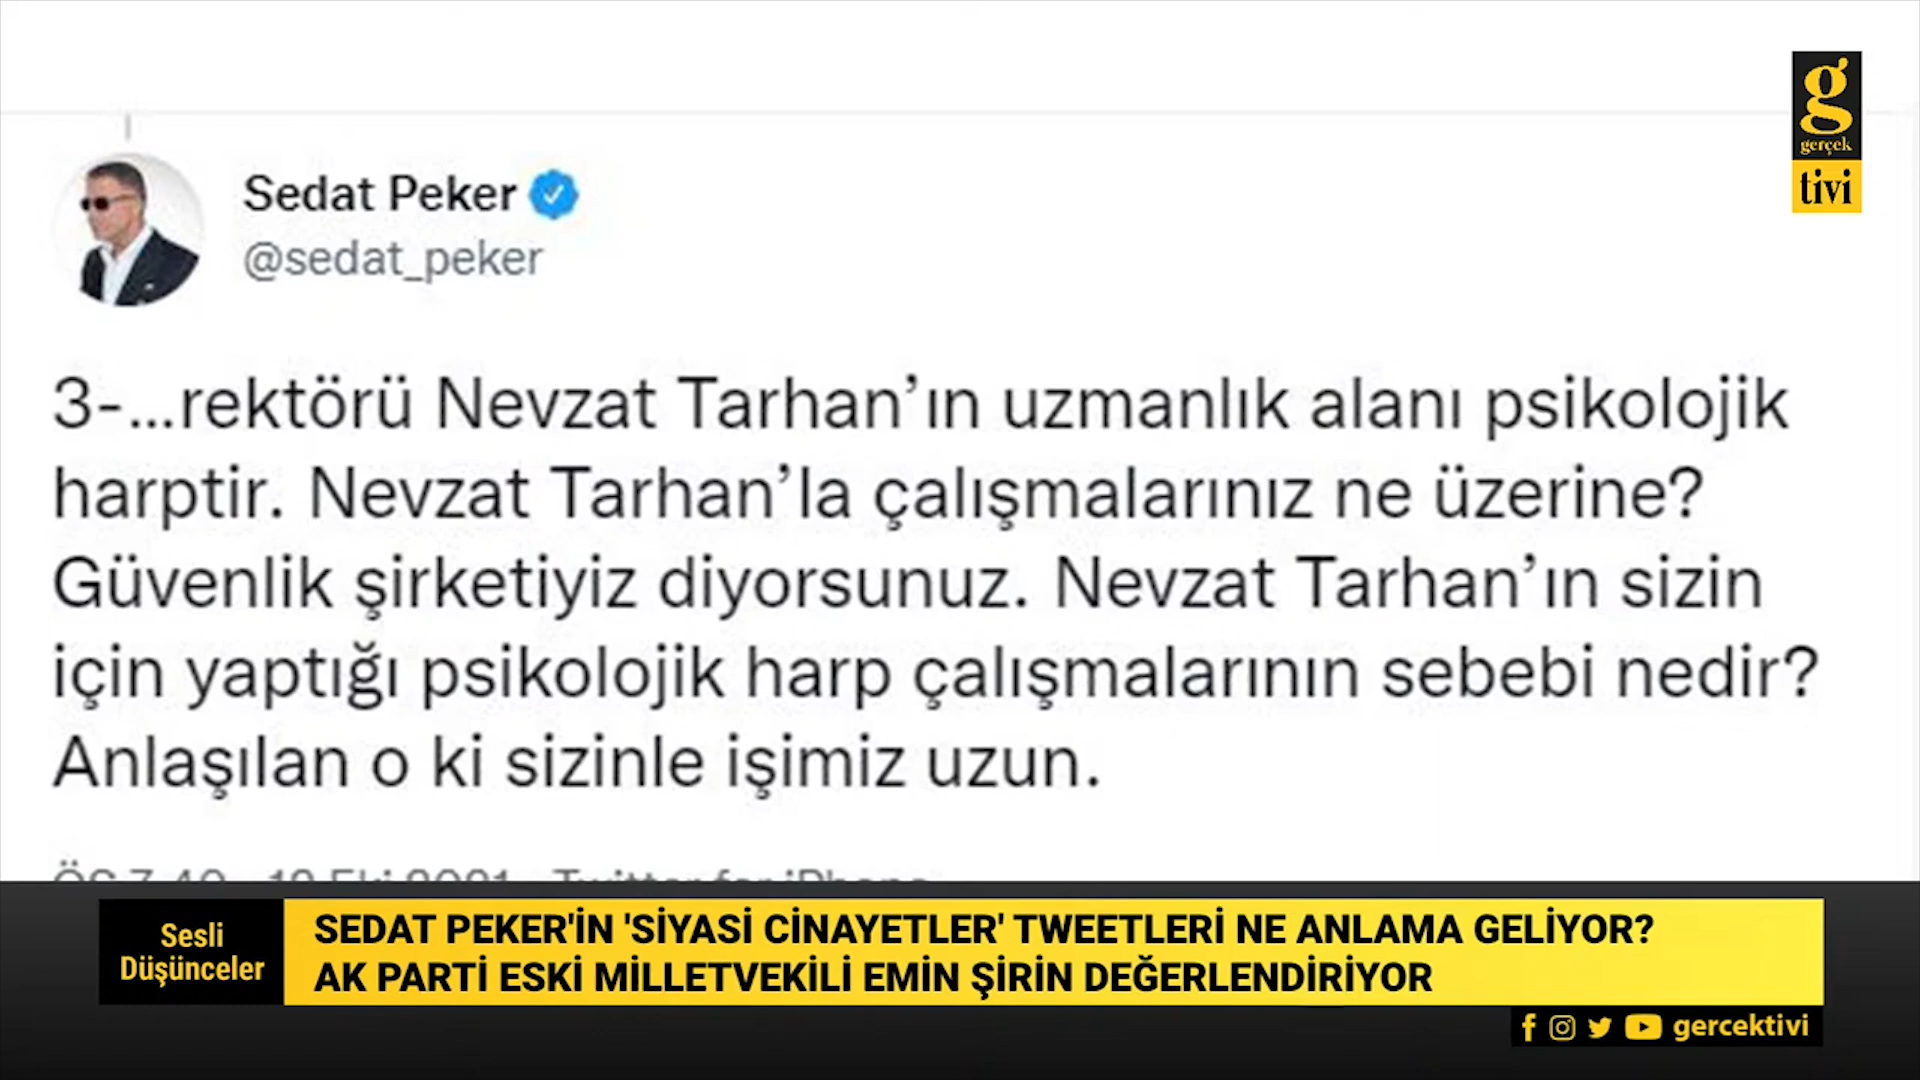 g
gerçek
tivi
Sedat Peker
@sedat_peker
3-...rektörü Nevzat Tarhan’ın uzmanlık alanı psikolojik
harptir. Nevzat Tarhan’la çalışmalarınız ne üzerine?
Güvenlik şirketiyiz diyorsunuz. Nevzat Tarhan’ın sizin
için yaptığı psikolojik harp çalışmalarının sebebi nedir?
Anlaşılan o ki sizinle işimiz uzun.
Sesli
Düşünceler
SEDAT PEKER'İN 'SİYASİ CİNAYETLER' TWEETLERİ NE ANLAMA GELİYOR?
AK PARTİ ESKİ MİLLETVEKİLİ EMİN ŞİRİN DEĞERLENDİRİYOR
gercektivi